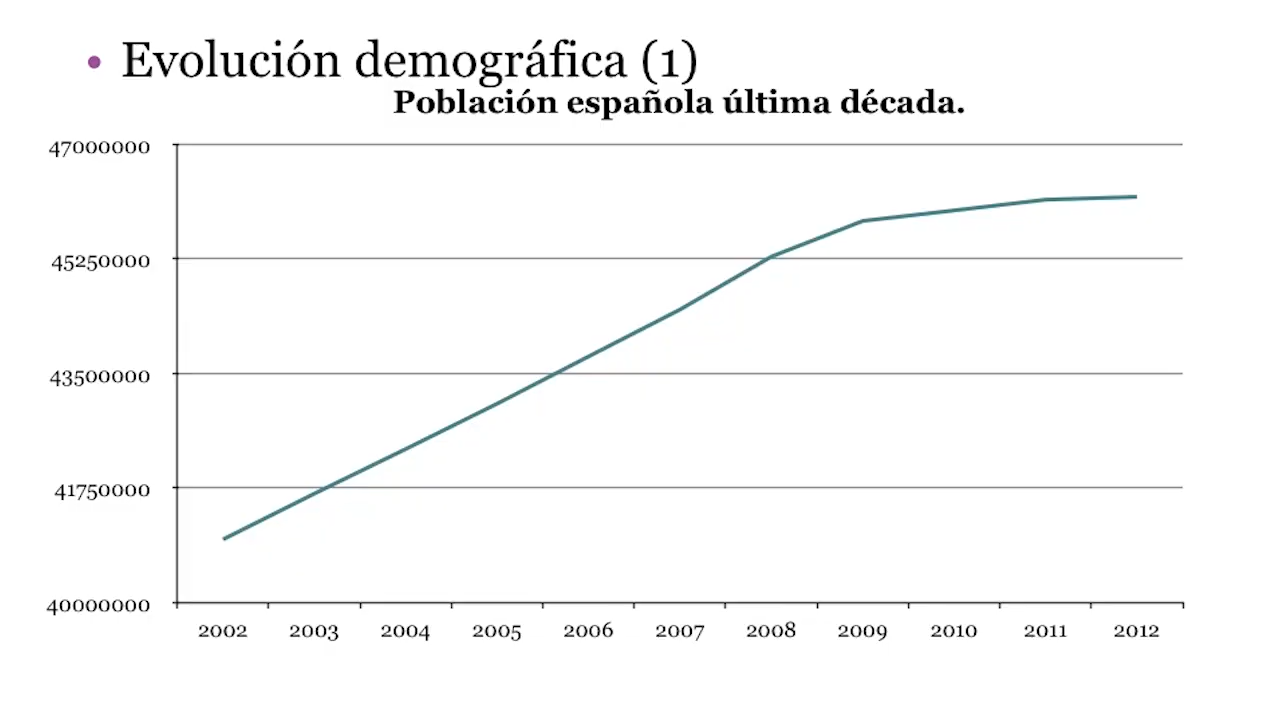 • Evolución demográfica (1)
Población española última década.
47000000
45250000
43500000
41750000
40000000
2002 2003 2004 2005 2006 2007 2008 2009 2010 2011 2012